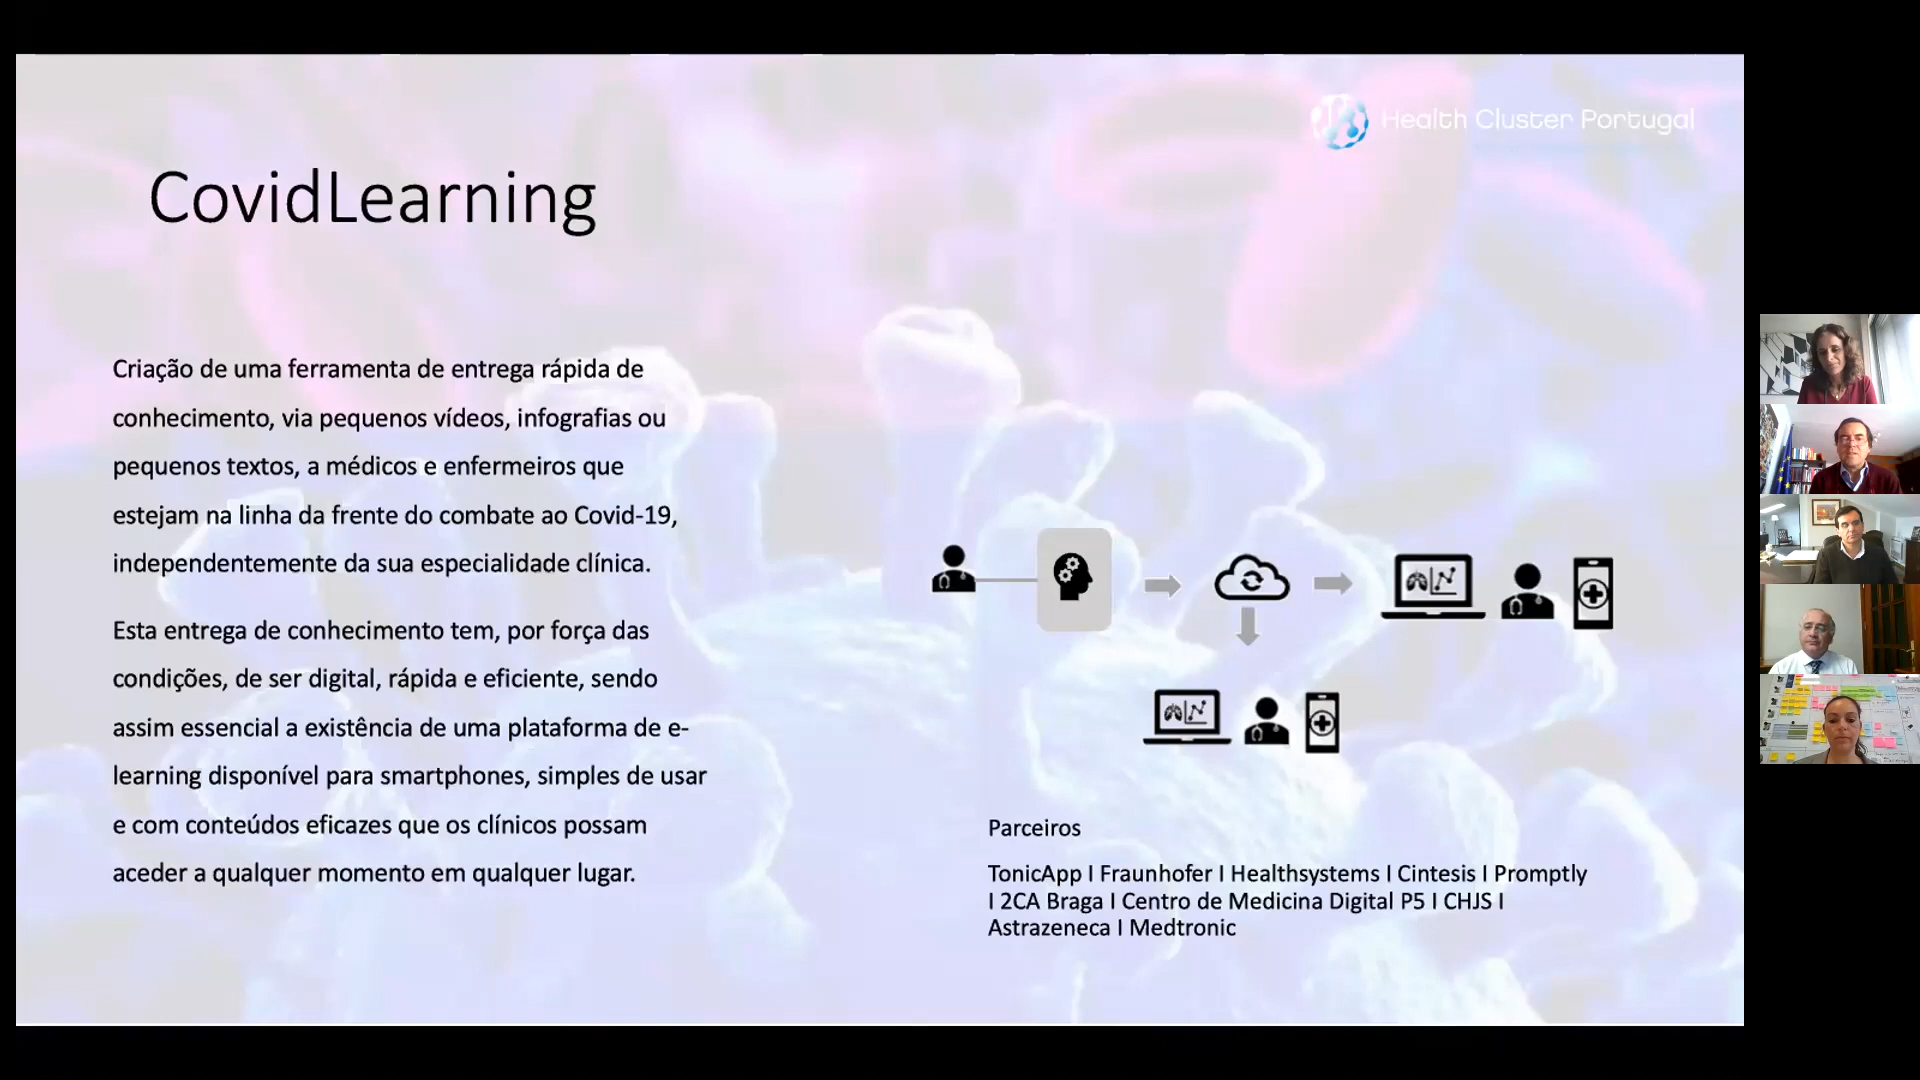 Health Cluster Portugal
CovidLearning
Criação de uma ferramenta de entrega rápida de
conhecimento, via pequenos vídeos, infografias ou
pequenos textos, a médicos e enfermeiros que
estejam na linha da frente do combate ao Covid-19,
independentemente da sua especialidade clínica.
Esta entrega de conhecimento tem, por força das
condições, de ser digital, rápida e eficiente, sendo
assim essencial a existência de uma plataforma de e-
learning disponível para smartphones, simples de usar
e com conteúdos eficazes que os clínicos possam
aceder a qualquer momento em qualquer lugar.
Parceiros
TonicApp I Fraunhofer I Healthsystems I Cintesis I Promptly
I 2CA Braga I Centro de Medicina Digital P5 I CHJS I
Astrazeneca I Medtronic